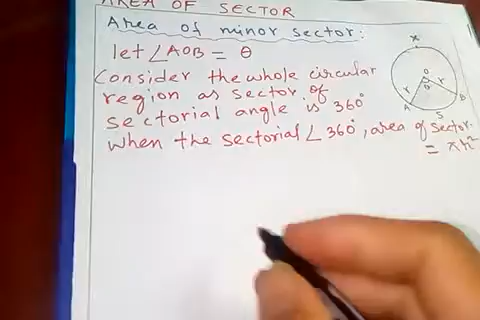 AREA OF SECTOR
Area of minor sector:
let ∠AOB = θ
Consider the whole circular
region as sector of
sectorial angle is 360°
When the sectorial ∠360°, area of sector
= πr²
x
O
θ
r
r
A
B
S